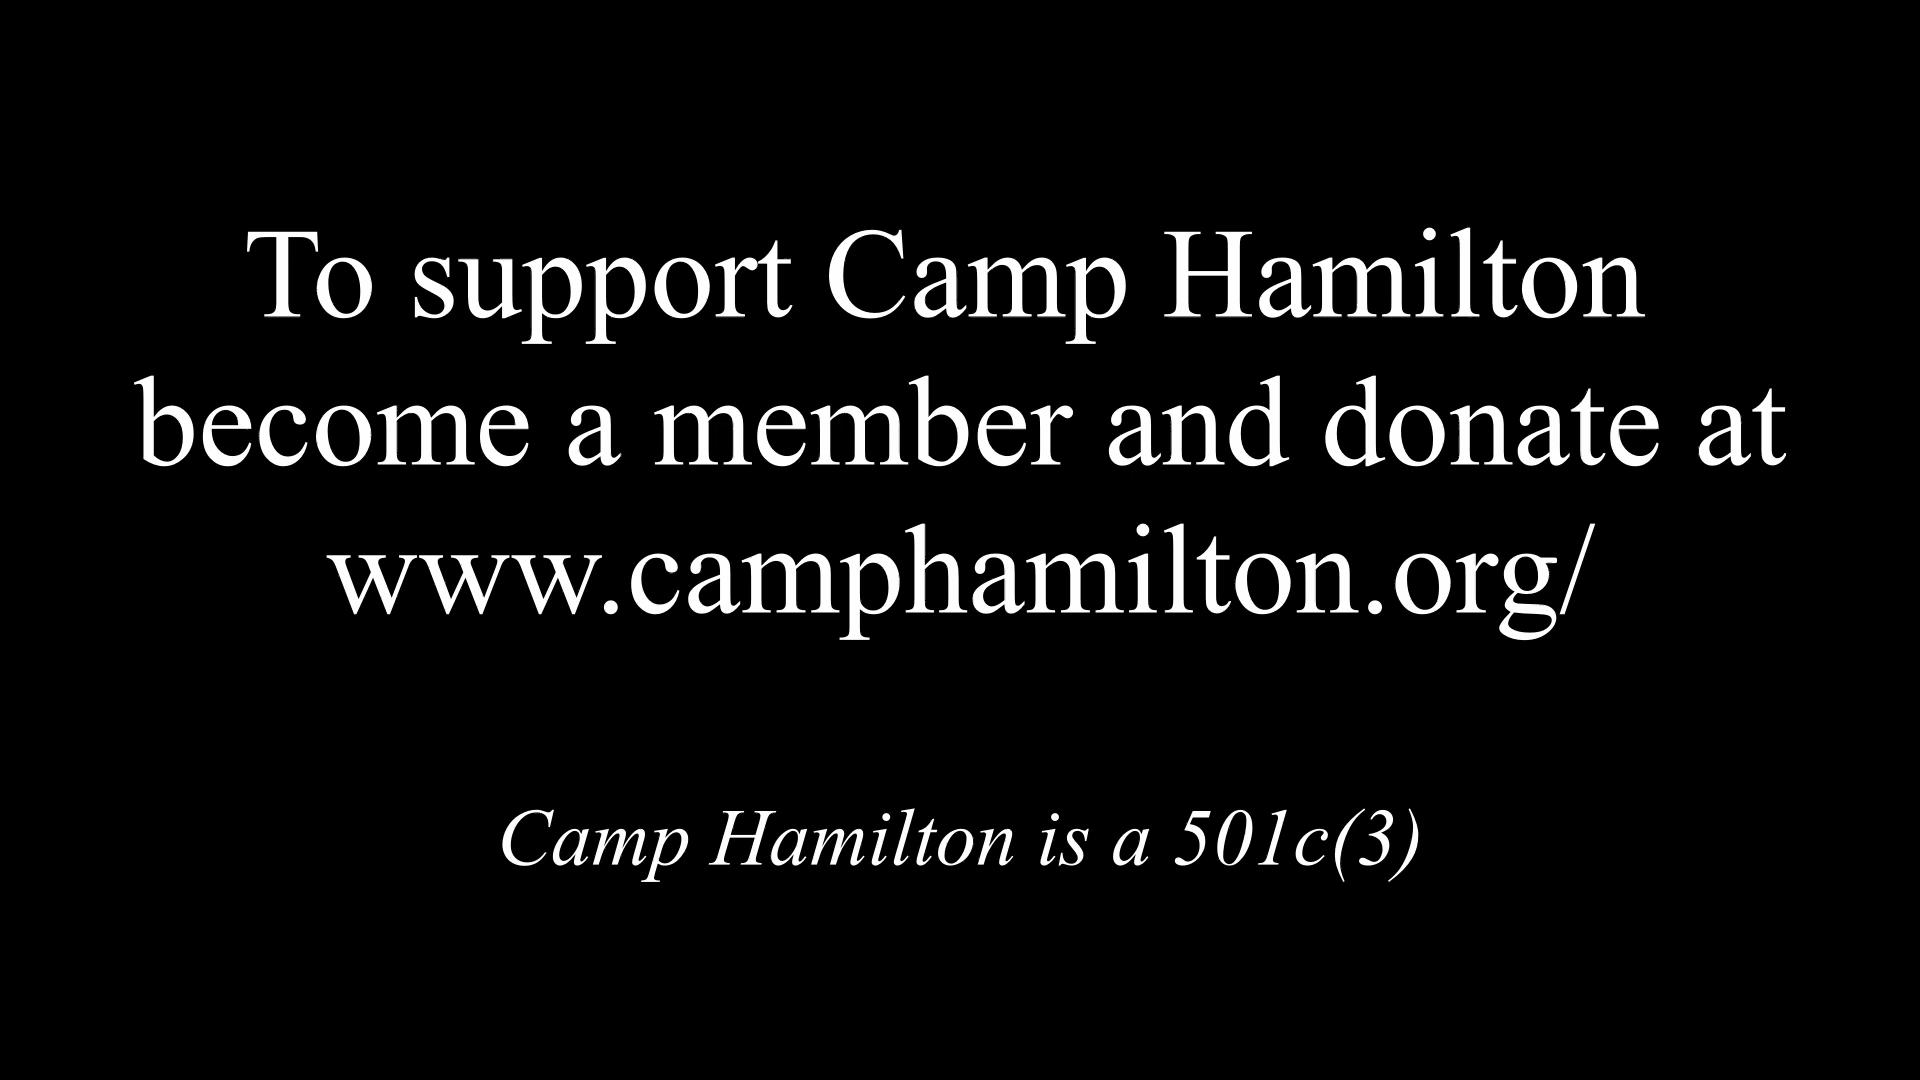 To support Camp Hamilton
become a member and donate at
www.camphamilton.org/
Camp Hamilton is a 501c(3)